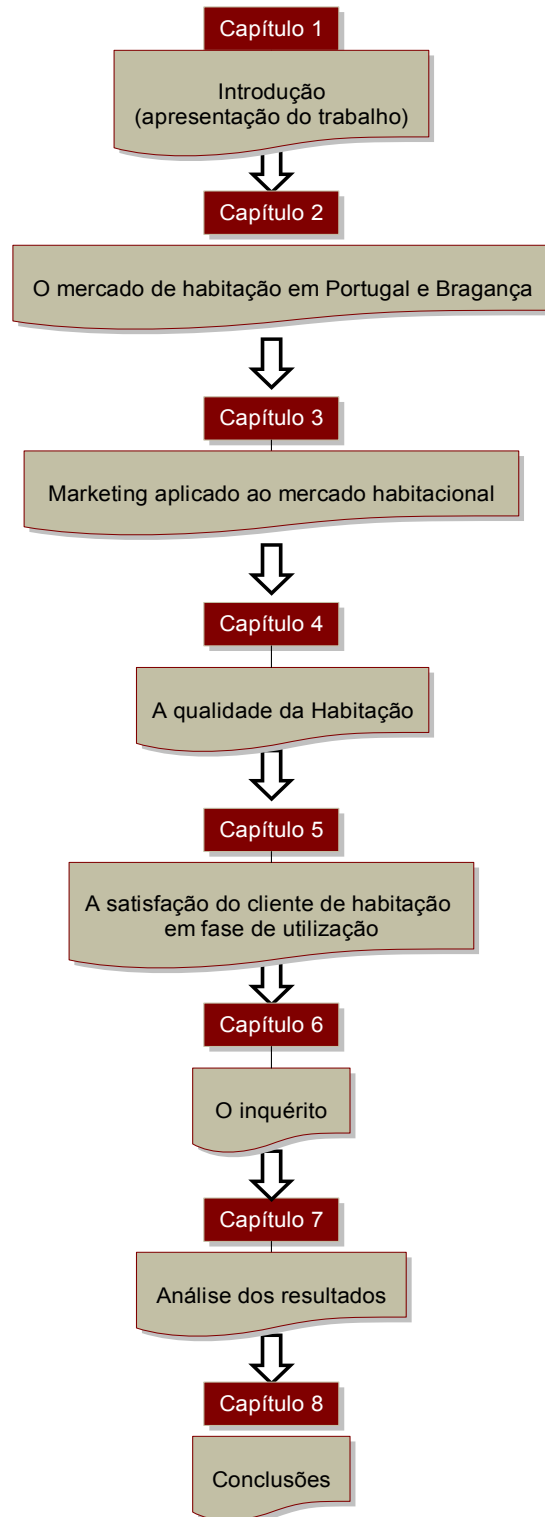 Capítulo 1
Introdução
(apresentação do trabalho)
Capítulo 2
O mercado de habitação em Portugal e Bragança
Capítulo 3
Marketing aplicado ao mercado habitacional
Capítulo 4
A qualidade da Habitação
Capítulo 5
A satisfação do cliente de habitação
em fase de utilização
Capítulo 6
O inquérito
Capítulo 7
Análise dos resultados
Capítulo 8
Conclusões